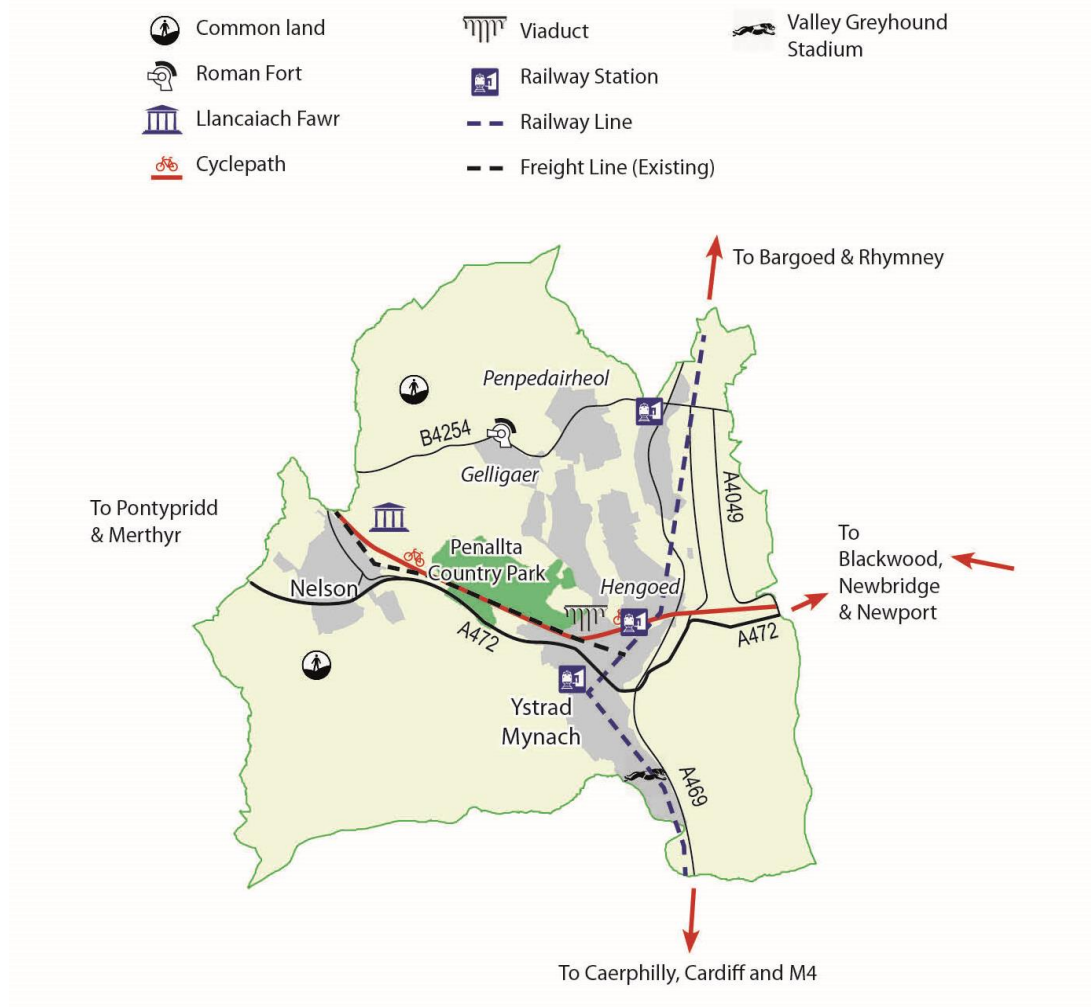 Common land
Roman Fort
Llancaiach Fawr
Cyclepath
Viaduct
Railway Station
Railway Line
Freight Line (Existing)
Valley Greyhound
Stadium
To Bargoed & Rhymney
Penpedairheol
B4254
Gelligaer
A4049
To Pontypridd
& Merthyr
To
Blackwood,
Newbridge
& Newport
Penallta
Country Park
Hengoed
Nelson
A472
A472
Ystrad
Mynach
A469
To Caerphilly, Cardiff and M4